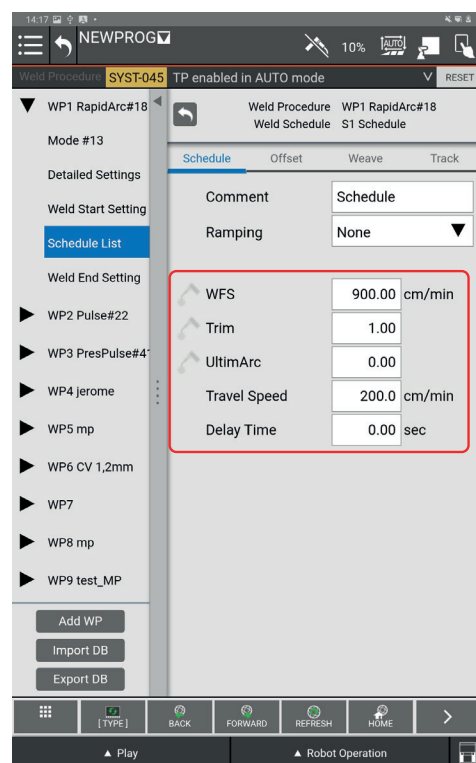 14:17
NEWPROG
10% AUTO
Weld Procedure SYST-045 TP enabled in AUTO mode RESET
WP1 RapidArc#18
Mode #13
Detailed Settings
Weld Start Setting
Schedule List
Weld End Setting
WP2 Pulse#22
WP3 PresPulse#4
WP4 jerome
WP5 mp
WP6 CV 1,2mm
WP7
WP8 mp
WP9 test_MP
Add WP
Import DB
Export DB
Weld Procedure WP1 RapidArc#18
Weld Schedule S1 Schedule
Schedule Offset Weave Track
Comment Schedule
Ramping None
WFS 900.00 cm/min
Trim 1.00
UltimArc 0.00
Travel Speed 200.0 cm/min
Delay Time 0.00 sec
[TYPE] BACK FORWARD REFRESH HOME
Play Robot Operation